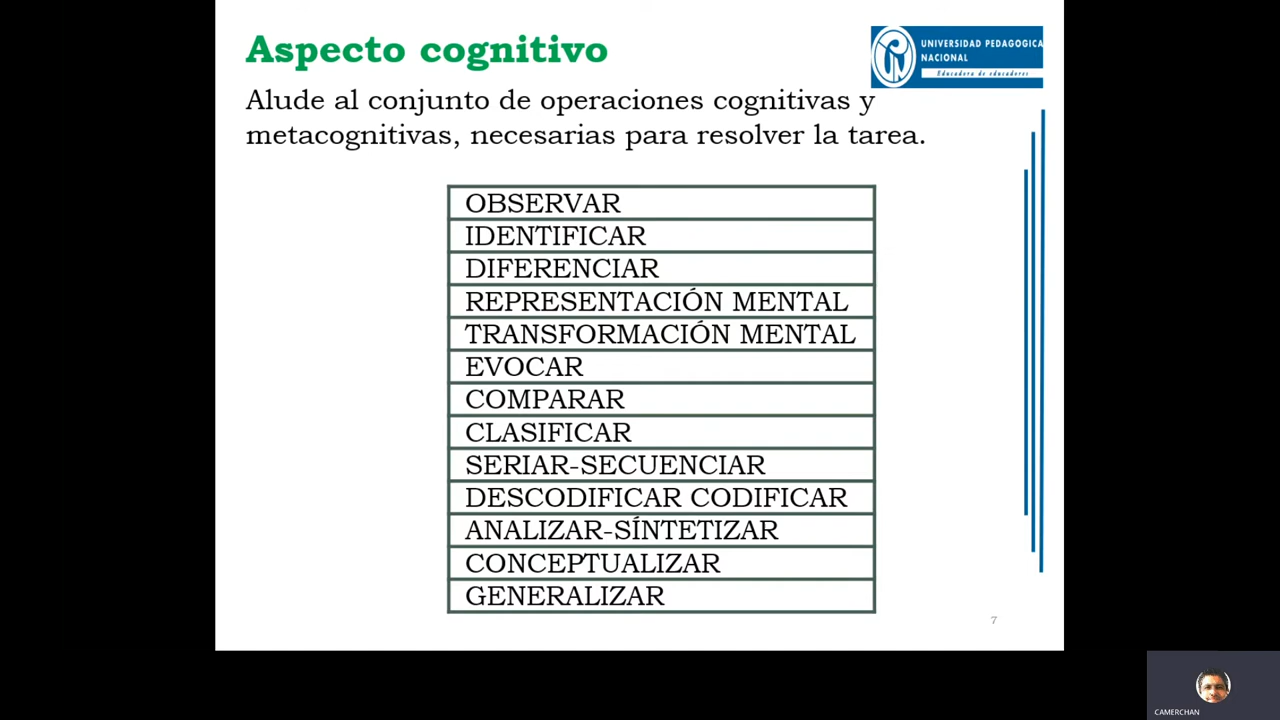 Aspecto cognitivo
UNIVERSIDAD PEDAGOGICA
NACIONAL
Educadora de educadores
Alude al conjunto de operaciones cognitivas y
metacognitivas, necesarias para resolver la tarea.
OBSERVAR
IDENTIFICAR
DIFERENCIAR
REPRESENTACIÓN MENTAL
TRANSFORMACIÓN MENTAL
EVOCAR
COMPARAR
CLASIFICAR
SERIAR-SECUENCIAR
DESCODIFICAR CODIFICAR
ANALIZAR-SÍNTETIZAR
CONCEPTUALIZAR
GENERALIZAR
7
CAMERCHAN